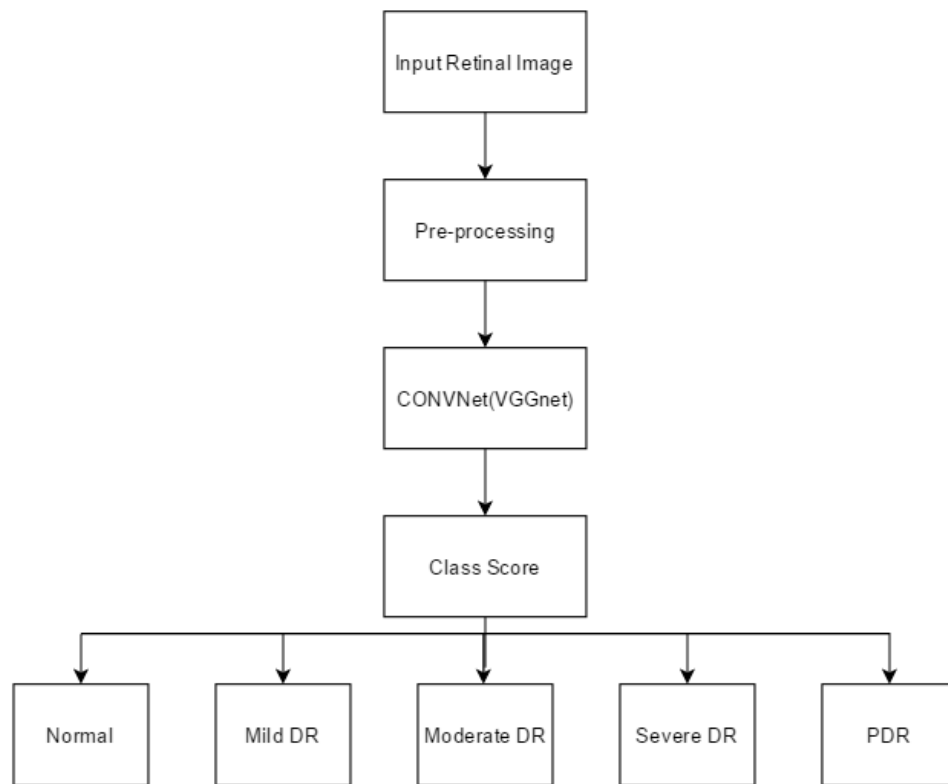 Input Retinal Image
Pre-processing
CONVNet(VGGnet)
Class Score
Normal
Mild DR
Moderate DR
Severe DR
PDR